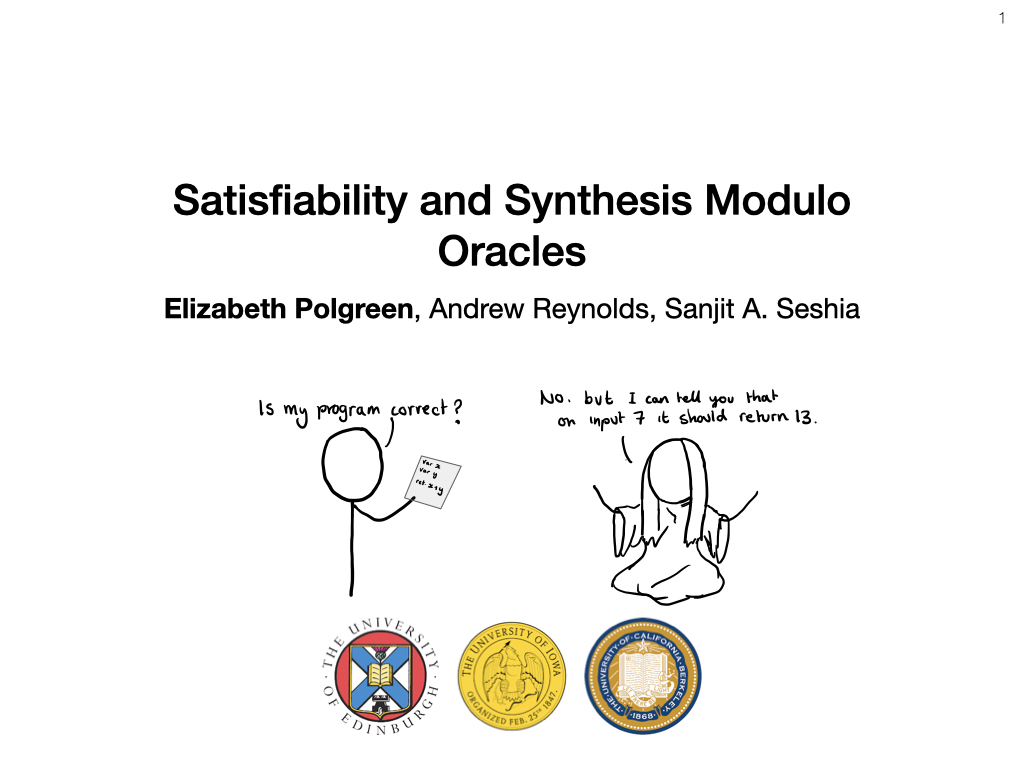 1
Satisfiability and Synthesis Modulo
Oracles
Elizabeth Polgreen, Andrew Reynolds, Sanjit A. Seshia
Is my program correct?
No. but I can tell you that
on input 7 it should return 13.
var x
var y
ret x+y
THE UNIVERSITY OF EDINBURGH
THE UNIVERSITY OF IOWA
ORGANIZED FEB. 25TH 1847.
THE UNIVERSITY OF CALIFORNIA BERKELEY
1868